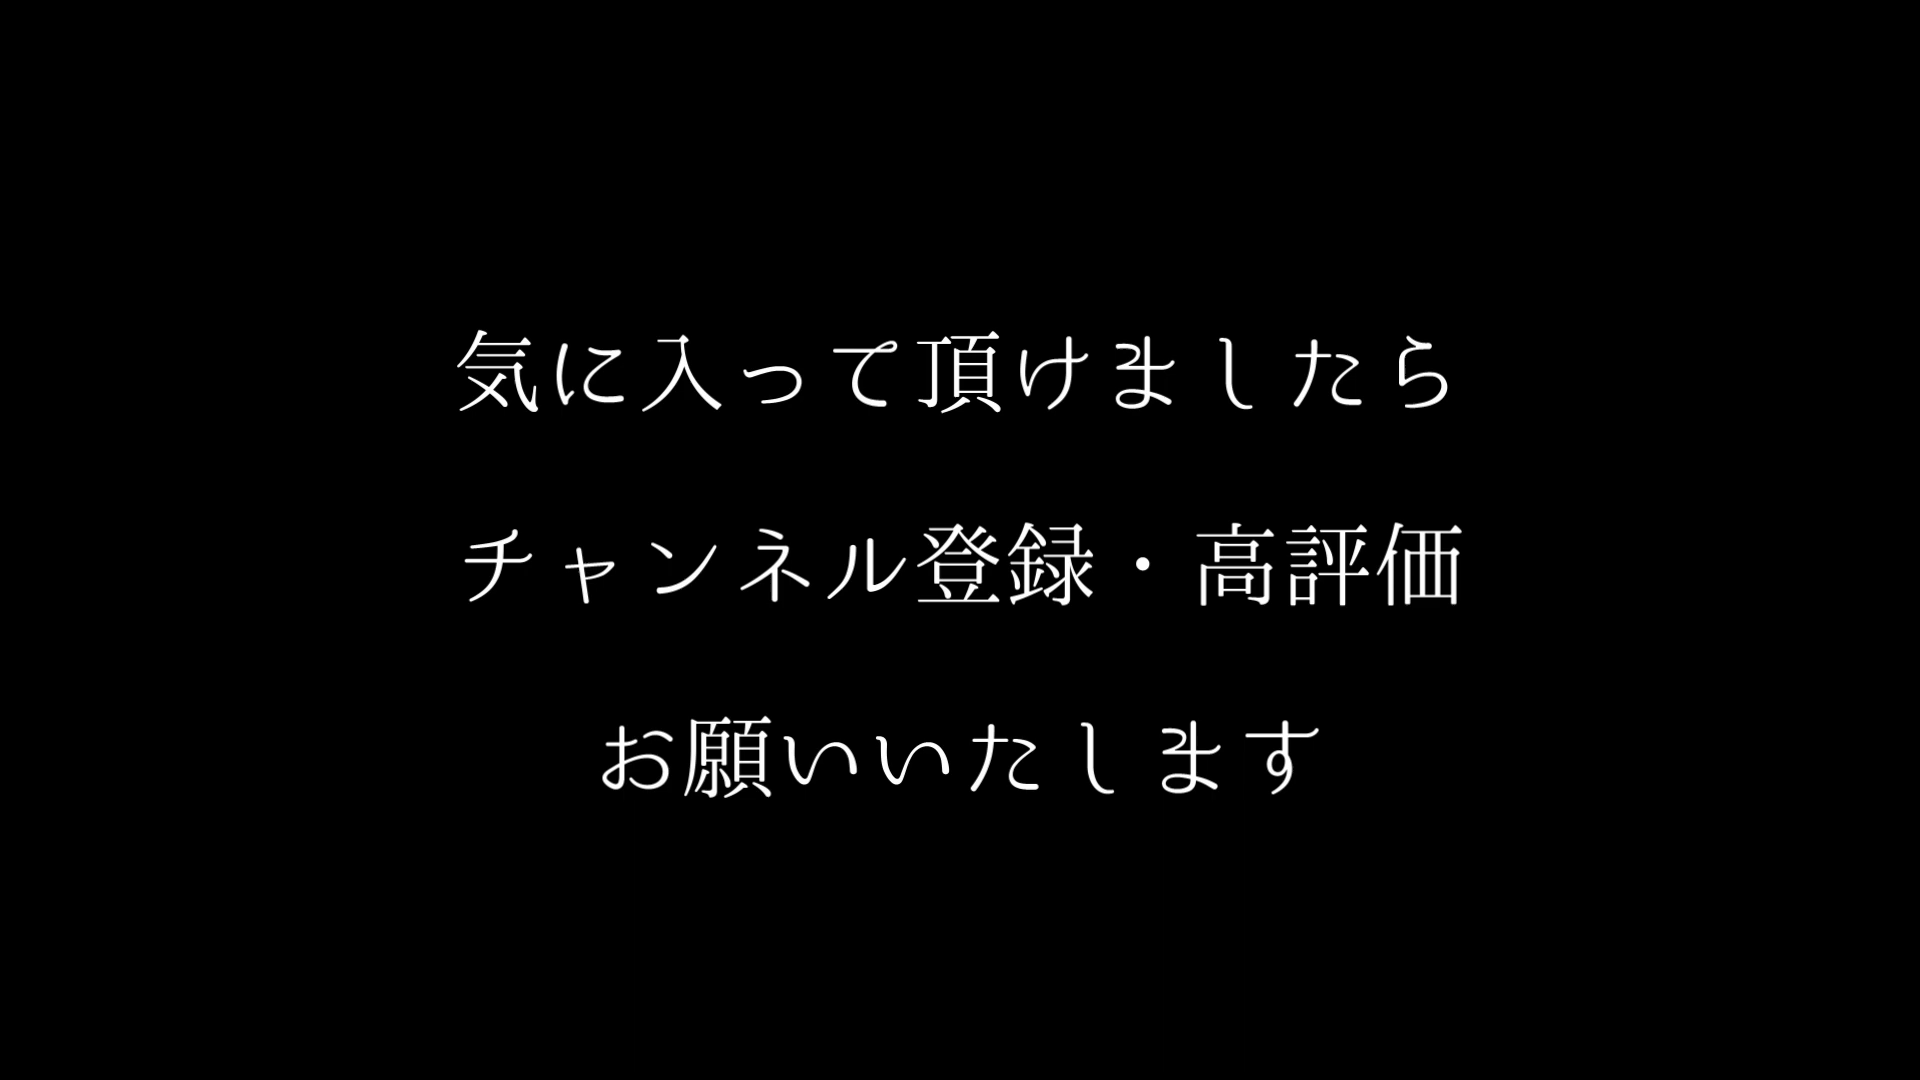 気に入って頂けましたら
チャンネル登録・高評価
お願いいたします